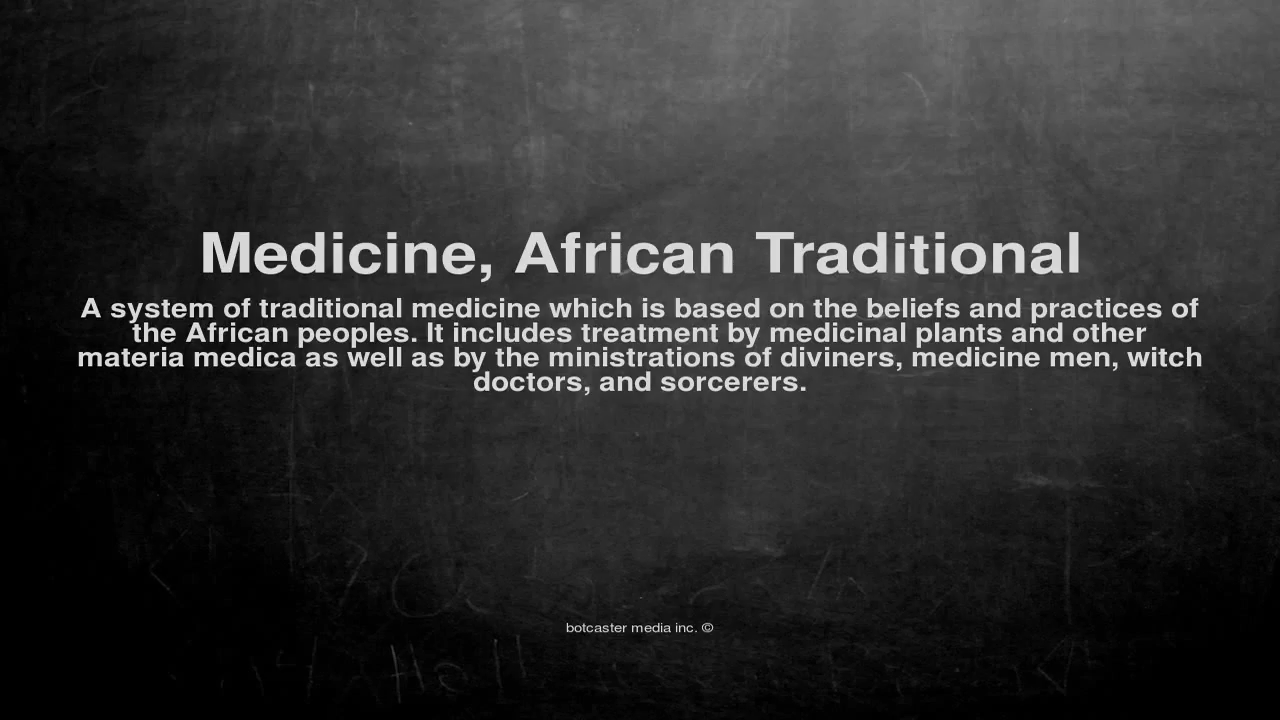 Medicine, African Traditional
A system of traditional medicine which is based on the beliefs and practices of
the African peoples. It includes treatment by medicinal plants and other
materia medica as well as by the ministrations of diviners, medicine men, witch
doctors, and sorcerers.
botcaster media inc. ©